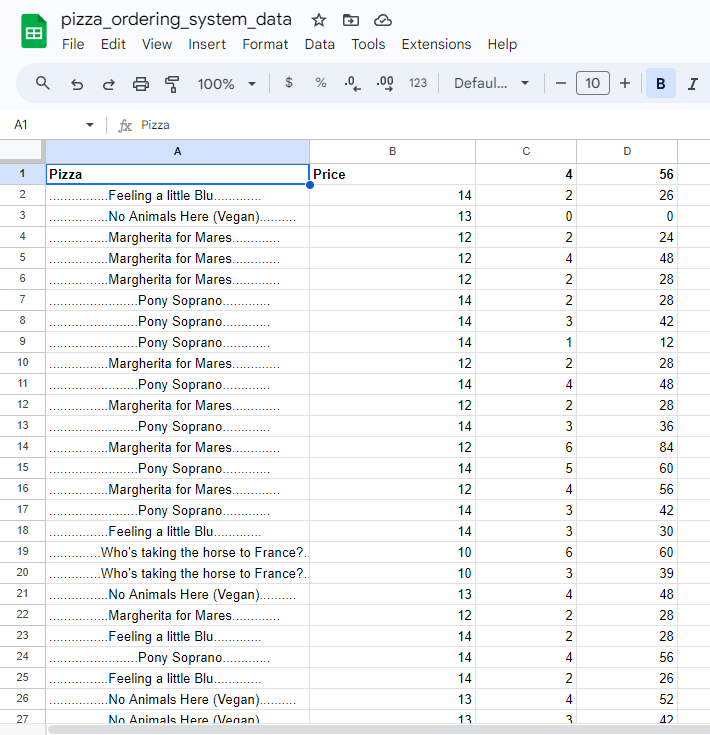 pizza_ordering_system_data
File Edit View Insert Format Data Tools Extensions Help
100% $ % .0 .00 123 Defaul... − 10 + B I
A1 fx Pizza
A B C D
1 Pizza Price 4 56
2 ................Feeling a little Blu............. 14 2 26
3 ................No Animals Here (Vegan).......... 13 0 0
4 ................Margherita for Mares............. 12 2 24
5 ................Margherita for Mares............. 12 4 48
6 ................Margherita for Mares............. 12 2 28
7 ........................Pony Soprano............. 14 2 28
8 ........................Pony Soprano............. 14 3 42
9 ........................Pony Soprano............. 14 1 12
10 ................Margherita for Mares............. 12 2 28
11 ........................Pony Soprano............. 14 4 48
12 ................Margherita for Mares............. 12 2 28
13 ........................Pony Soprano............. 14 3 36
14 ................Margherita for Mares............. 12 6 84
15 ........................Pony Soprano............. 14 5 60
16 ................Margherita for Mares............. 12 4 56
17 ........................Pony Soprano............. 14 3 42
18 ................Feeling a little Blu............. 14 3 30
19 ..............Who's taking the horse to France?.. 10 6 60
20 ..............Who's taking the horse to France?.. 10 3 39
21 ................No Animals Here (Vegan).......... 13 4 48
22 ................Margherita for Mares............. 12 2 28
23 ................Feeling a little Blu............. 14 2 28
24 ........................Pony Soprano............. 14 4 56
25 ................Feeling a little Blu............. 14 2 26
26 ................No Animals Here (Vegan).......... 13 4 52
27 ................No Animals Here (Vegan).......... 13 3 42